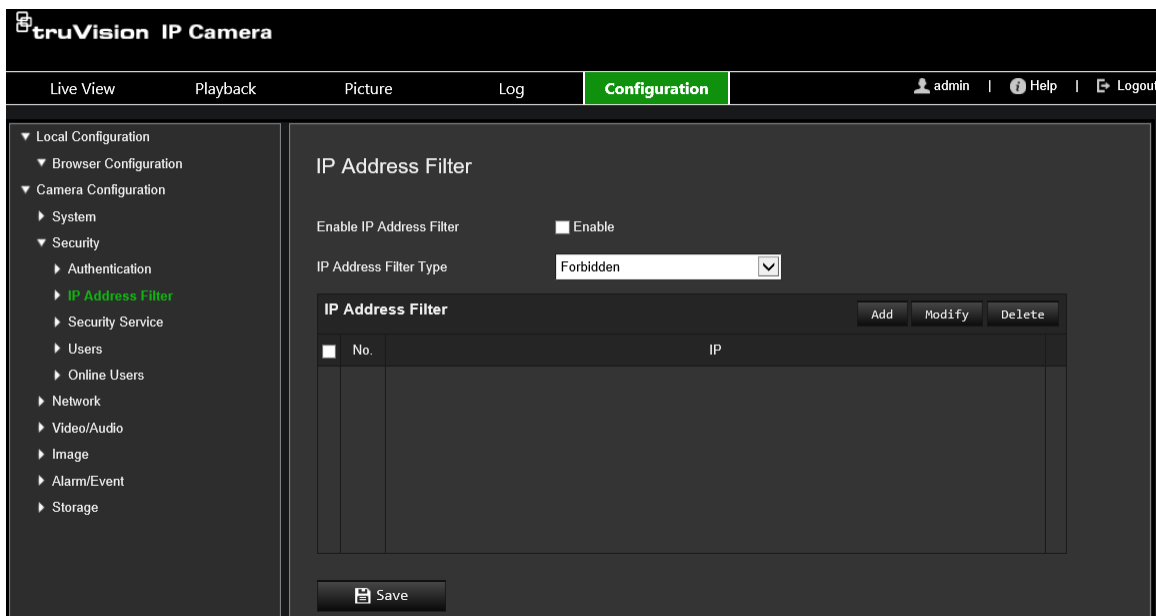 truVision IP Camera
Live View Playback Picture Log Configuration admin | Help | Logout
Local Configuration
Browser Configuration
Camera Configuration
System
Security
Authentication
IP Address Filter
Security Service
Users
Online Users
Network
Video/Audio
Image
Alarm/Event
Storage
IP Address Filter
Enable IP Address Filter Enable
IP Address Filter Type Forbidden
IP Address Filter Add Modify Delete
No. IP
Save